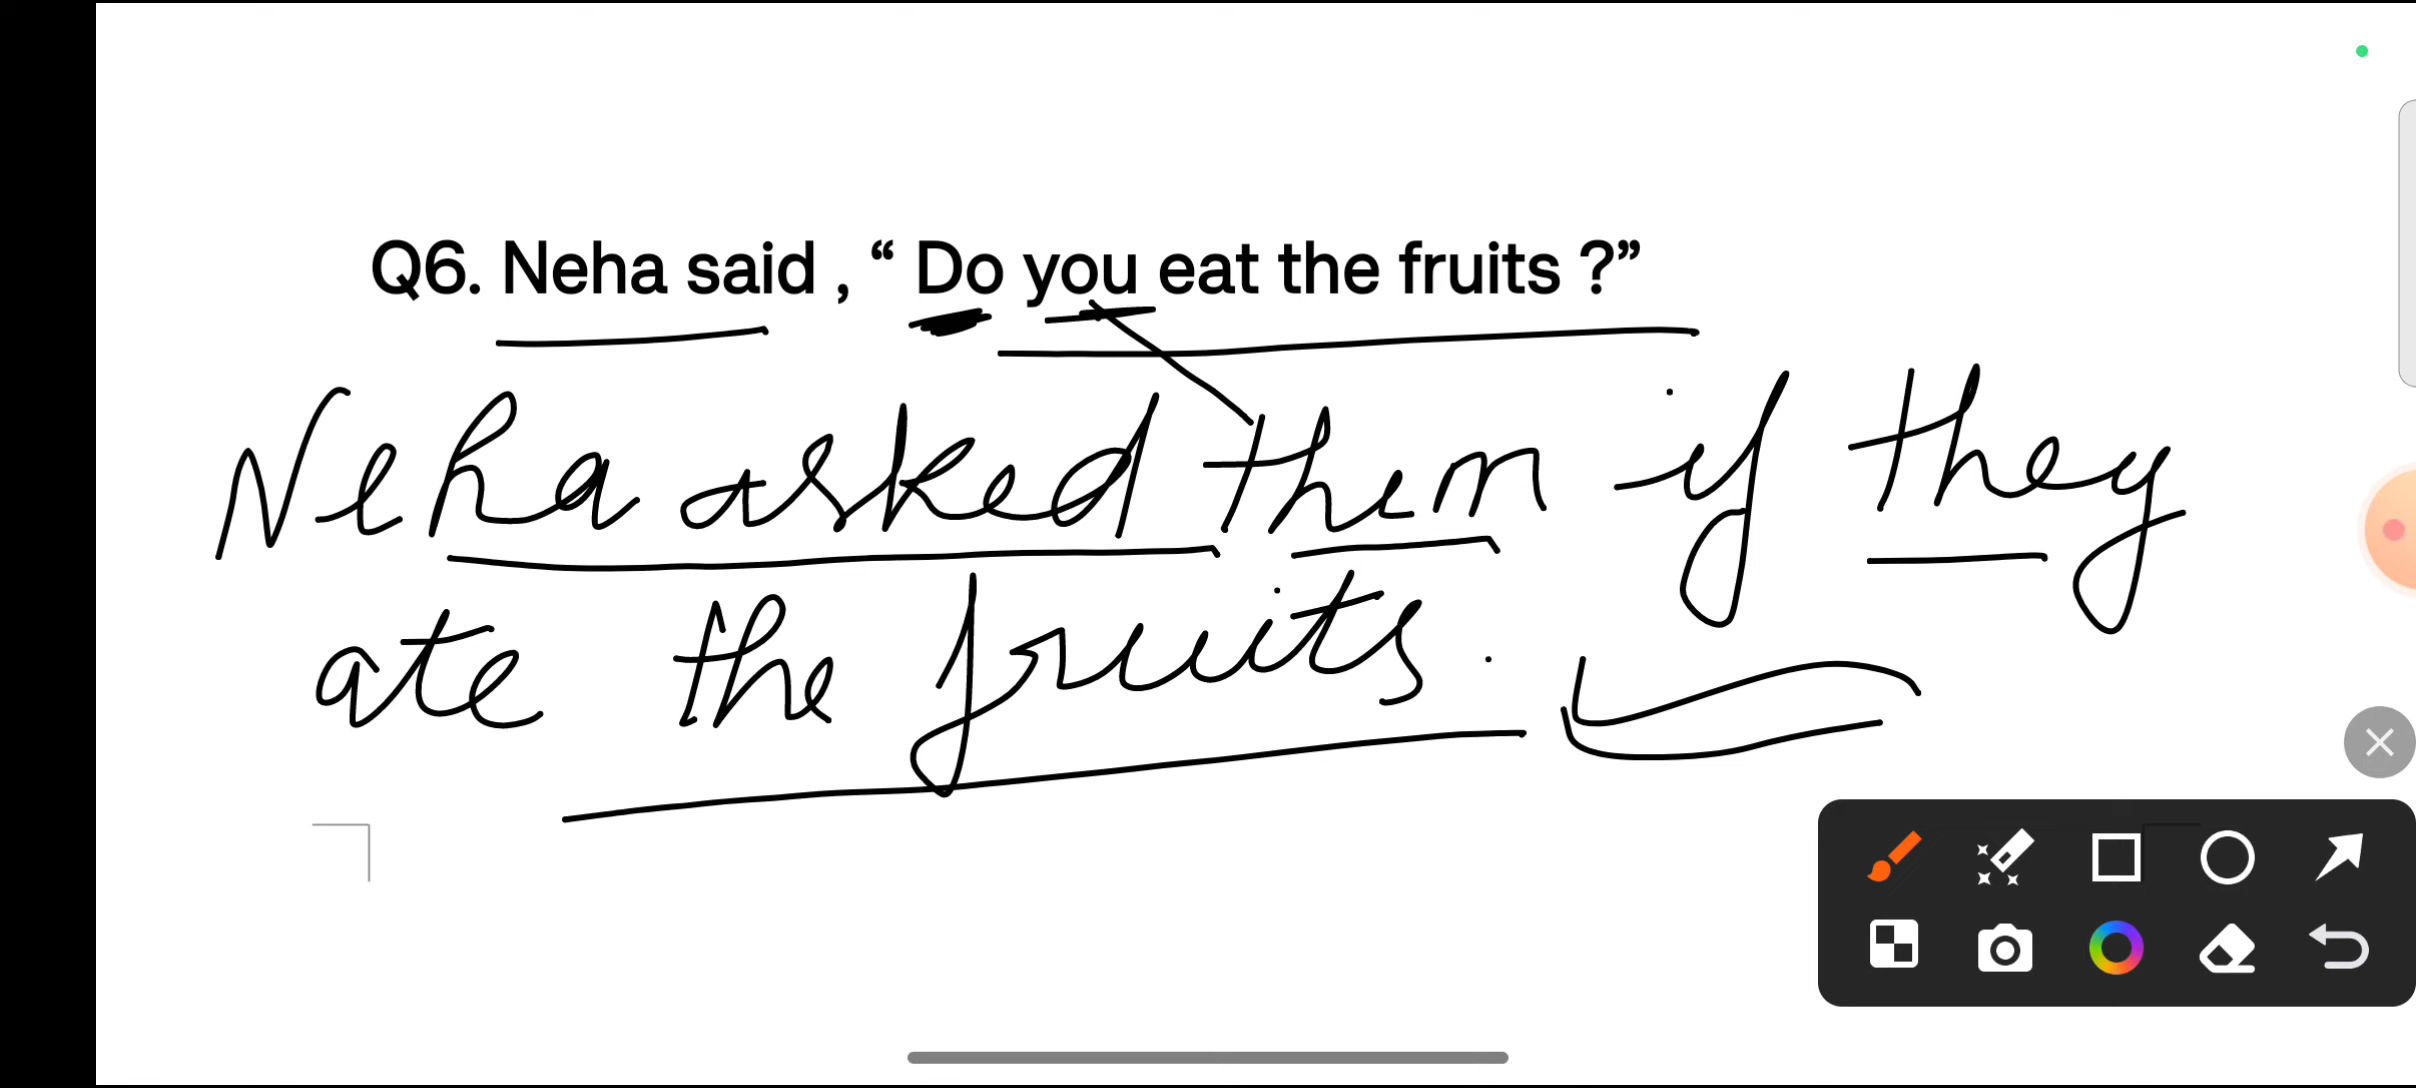 Q6. Neha said , “ Do you eat the fruits ?”
Neha asked them if they
ate the fruits.